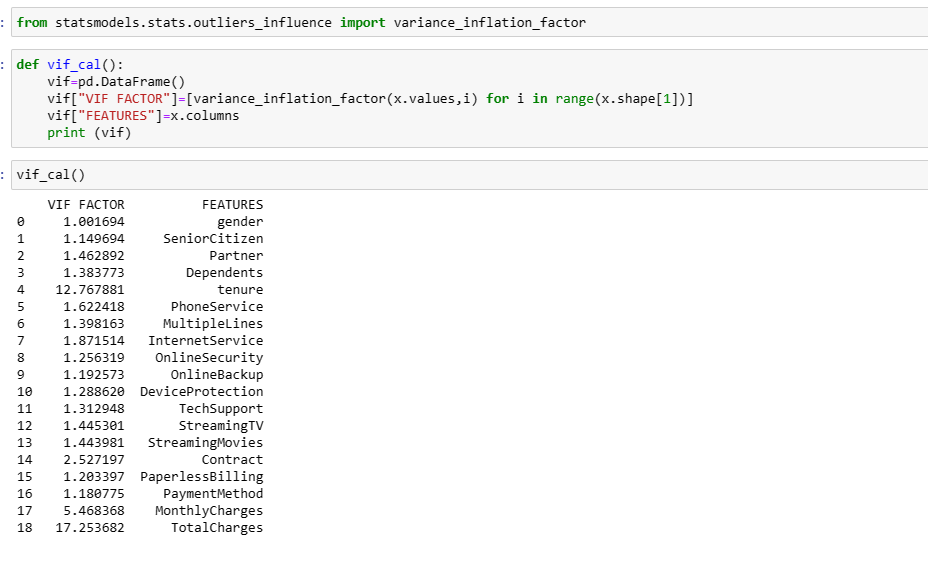 : from statsmodels.stats.outliers_influence import variance_inflation_factor
: def vif_cal():
    vif=pd.DataFrame()
    vif["VIF FACTOR"]=[variance_inflation_factor(x.values,i) for i in range(x.shape[1])]
    vif["FEATURES"]=x.columns
    print (vif)
: vif_cal()
    VIF FACTOR          FEATURES
0     1.001694            gender
1     1.149694     SeniorCitizen
2     1.462892           Partner
3     1.383773        Dependents
4    12.767881            tenure
5     1.622418      PhoneService
6     1.398163     MultipleLines
7     1.871514   InternetService
8     1.256319    OnlineSecurity
9     1.192573      OnlineBackup
10    1.288620  DeviceProtection
11    1.312948       TechSupport
12    1.445301       StreamingTV
13    1.443981   StreamingMovies
14    2.527197          Contract
15    1.203397  PaperlessBilling
16    1.180775     PaymentMethod
17    5.468368    MonthlyCharges
18   17.253682      TotalCharges